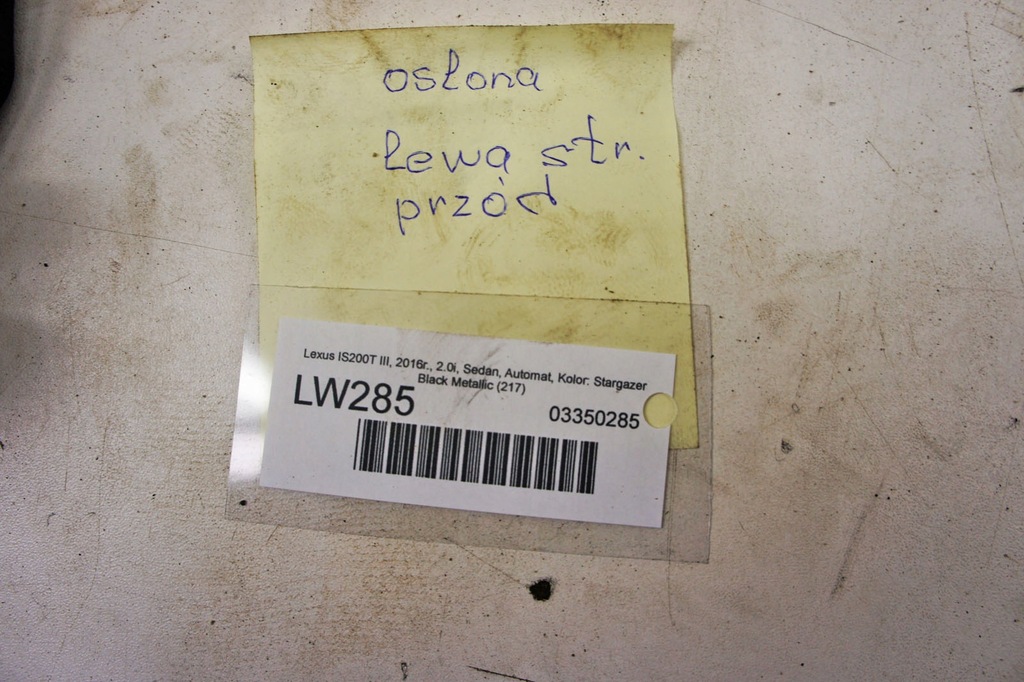 osłona
lewa str.
przód
Lexus IS200T III, 2016r., 2.0i, Sedan, Automat, Kolor: Stargazer
Black Metallic (217)
LW285
03350285